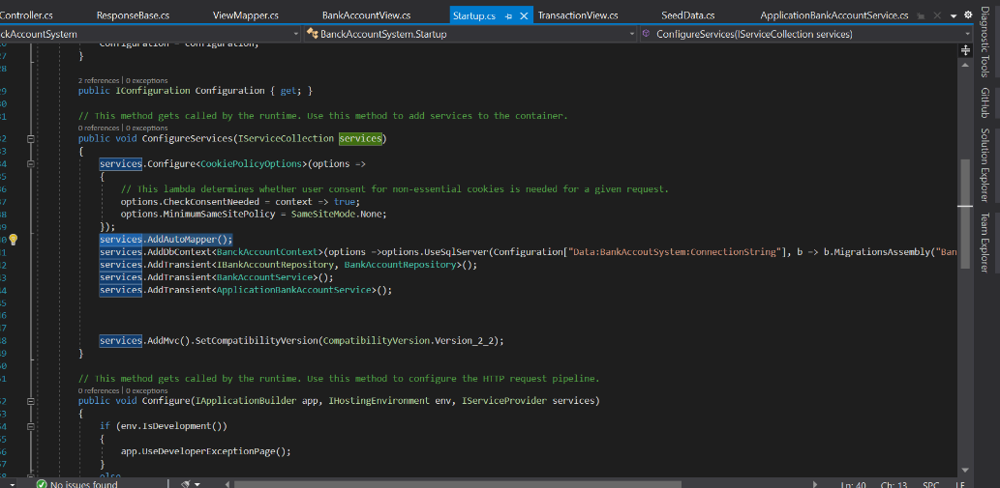 Controller.cs ResponseBase.cs ViewMapper.cs BankAccountView.cs Startup.cs TransactionView.cs SeedData.cs ApplicationBankAccountService.cs
ckAccountSystem BanckAccountSystem.Startup ConfigureServices(IServiceCollection services)
Configuration = configuration;
}
2 references | 0 exceptions
public IConfiguration Configuration { get; }
// This method gets called by the runtime. Use this method to add services to the container.
0 references | 0 exceptions
public void ConfigureServices(IServiceCollection services)
{
services.Configure<CookiePolicyOptions>(options =>
{
// This lambda determines whether user consent for non-essential cookies is needed for a given request.
options.CheckConsentNeeded = context => true;
options.MinimumSameSitePolicy = SameSiteMode.None;
});
services.AddAutoMapper();
services.AddDbContext<BanckAccountContext>(options =>options.UseSqlServer(Configuration["Data:BankAccoutSystem:ConnectionString"], b => b.MigrationsAssembly("Ban
services.AddTransient<IBankAccountRepository, BankAccountRepository>();
services.AddTransient<BankAccountService>();
services.AddTransient<ApplicationBankAccountService>();
services.AddMvc().SetCompatibilityVersion(CompatibilityVersion.Version_2_2);
}
// This method gets called by the runtime. Use this method to configure the HTTP request pipeline.
0 references | 0 exceptions
public void Configure(IApplicationBuilder app, IHostingEnvironment env, IServiceProvider services)
{
if (env.IsDevelopment())
{
app.UseDeveloperExceptionPage();
}
else
No issues found Ln: 40 Ch: 13 SPC LF
Diagnostic Tools
GitHub
Solution Explorer
Team Explorer